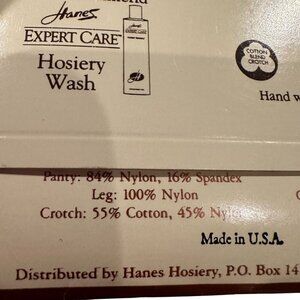 Hanes
EXPERT CARE
Hosiery
Wash
COTTON
BLEND
CROTCH
Hand w
Panty: 84% Nylon, 16% Spandex
Leg: 100% Nylon
Crotch: 55% Cotton, 45% Ny
Made in U.S.A.
Distributed by Hanes Hosiery, P.O. Box 14